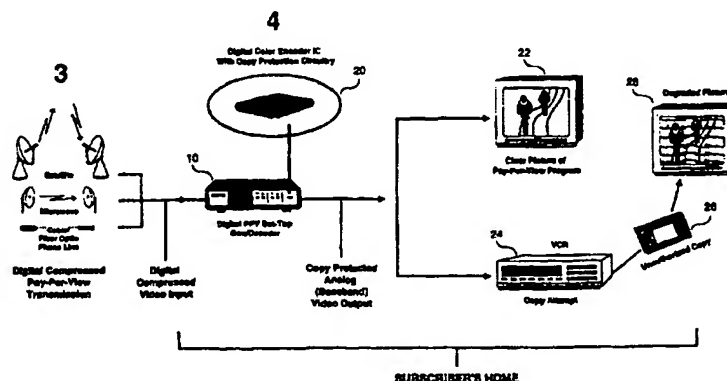 3
4
Digital Color Encoder IC
With Copy Protection Circuitry
20
22
28
Degraded Picture
10
Satellite
Microwave
Cable/
Fiber Optic
Phone Line
Digital PPV Set-Top
Box/Decoder
Clear Picture of
Pay-Per-View Program
24
VCR
26
Unauthorized Copy
Copy Attempt
Digital Compressed
Pay-Per-View
Transmission
Digital
Compressed
Video Input
Copy Protected
Analog
(Baseband)
Video Output
SUBSCRIBER'S HOME